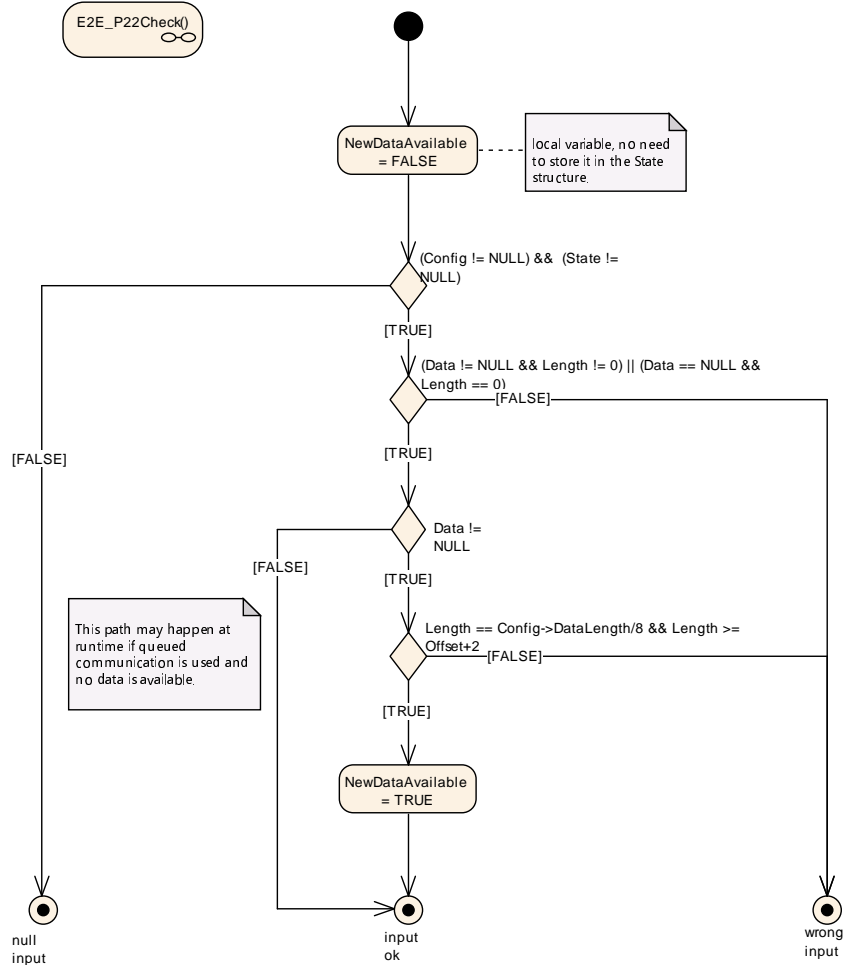 E2E_P22Check()
NewDataAvailable
= FALSE
local variable, no need
to store it in the State
structure.
(Config != NULL) &&  (State !=
NULL)
[TRUE]
(Data != NULL && Length != 0) || (Data == NULL &&
Length == 0)
[FALSE]
[TRUE]
[FALSE]
Data !=
NULL
[FALSE]
[TRUE]
This path may happen at
runtime if queued
communication is used and
no data is available.
Length == Config->DataLength/8 && Length >=
Offset+2
[FALSE]
[TRUE]
NewDataAvailable
= TRUE
null
input
input
ok
wrong
input